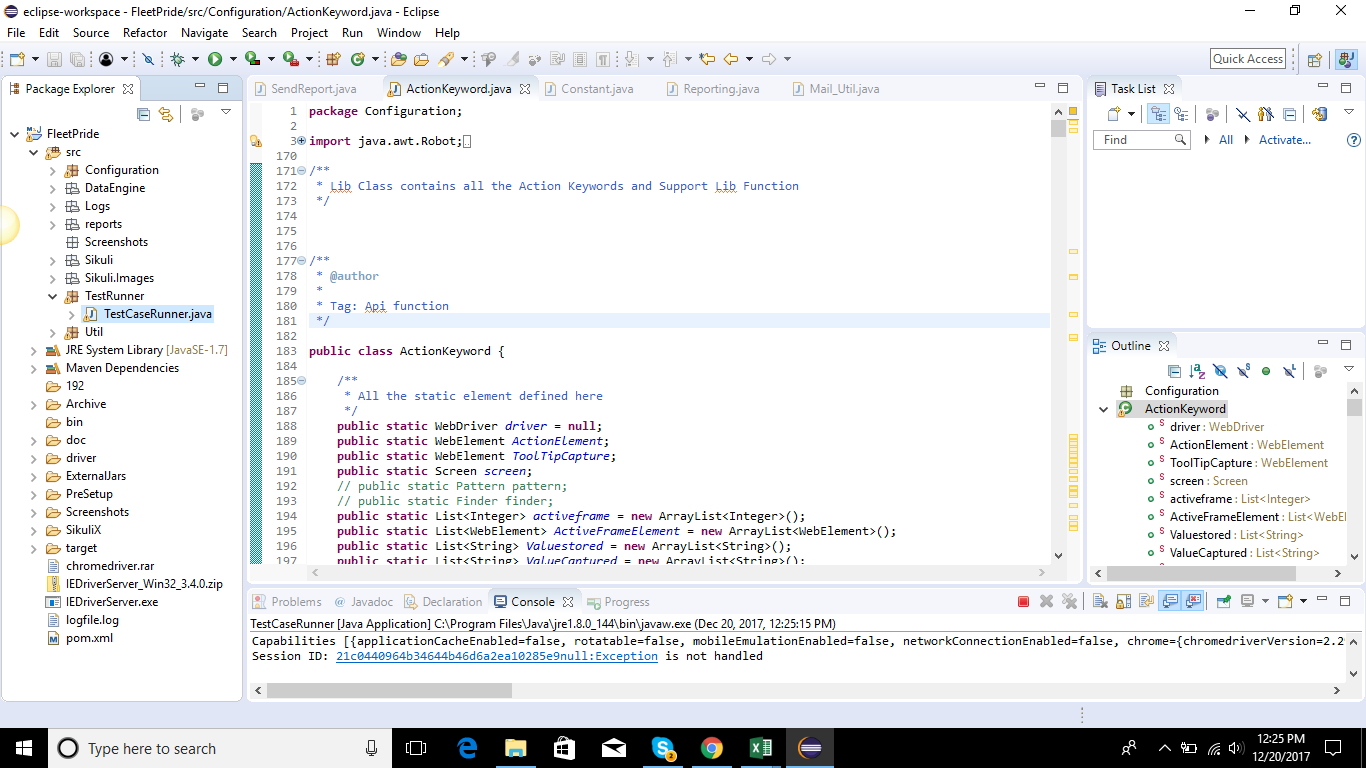 eclipse-workspace - FleetPride/src/Configuration/ActionKeyword.java - Eclipse
File Edit Source Refactor Navigate Search Project Run Window Help
Quick Access
Package Explorer
FleetPride
src
Configuration
DataEngine
Logs
reports
Screenshots
Sikuli
Sikuli.Images
TestRunner
TestCaseRunner.java
Util
JRE System Library [JavaSE-1.7]
Maven Dependencies
192
Archive
bin
doc
driver
ExternalJars
PreSetup
Screenshots
SikuliX
target
chromedriver.rar
IEDriverServer_Win32_3.4.0.zip
IEDriverServer.exe
logfile.log
pom.xml
SendReport.java ActionKeyword.java Constant.java Reporting.java Mail_Util.java
1 package Configuration;
2
3 import java.awt.Robot;
170
171 /**
172 * Lib Class contains all the Action Keywords and Support Lib Function
173 */
174
175
176
177 /**
178 * @author
179 *
180 * Tag: Api function
181 */
182
183 public class ActionKeyword {
184
185 /**
186 * All the static element defined here
187 */
188 public static WebDriver driver = null;
189 public static WebElement ActionElement;
190 public static WebElement ToolTipCapture;
191 public static Screen screen;
192 // public static Pattern pattern;
193 // public static Finder finder;
194 public static List<Integer> activeframe = new ArrayList<Integer>();
195 public static List<WebElement> ActiveFrameElement = new ArrayList<WebElement>();
196 public static List<String> Valuestored = new ArrayList<String>();
197 public static List<String> ValueCaptured = new ArrayList<String>();
Task List
Find All Activate...
Outline
Configuration
ActionKeyword
driver : WebDriver
ActionElement : WebElement
ToolTipCapture : WebElement
screen : Screen
activeframe : List<Integer>
ActiveFrameElement : List<WebEl
Valuestored : List<String>
ValueCaptured : List<String>
Problems @ Javadoc Declaration Console Progress
TestCaseRunner [Java Application] C:\Program Files\Java\jre1.8.0_144\bin\javaw.exe (Dec 20, 2017, 12:25:15 PM)
Capabilities [{applicationCacheEnabled=false, rotatable=false, mobileEmulationEnabled=false, networkConnectionEnabled=false, chrome={chromedriverVersion=2.2
Session ID: 21c0440964b34644b46d6a2ea10285e9null:Exception is not handled
Type here to search
12:25 PM
12/20/2017